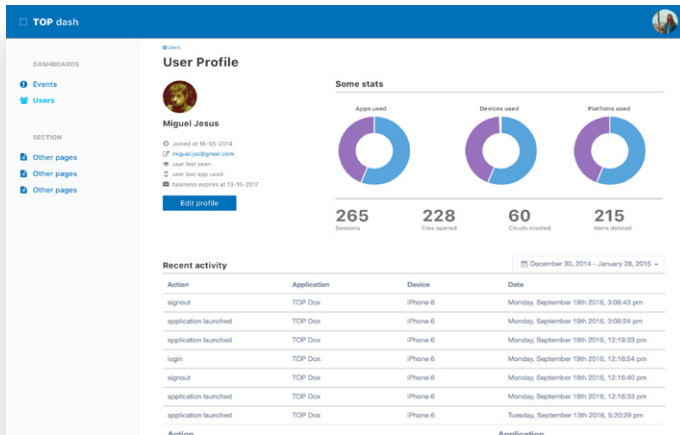 TOP dash
DASHBOARDS
Events
Users
SECTION
Other pages
Other pages
Other pages
Users
User Profile
Miguel Jesus
Joined at 18-05-2014
miguel.jss@gmail.com
user last seen
user last app used
business expires at 13-15-2017
Edit profile
Some stats
Apps used
Devices used
Platfoms used
265 228 60 215
Sessions Files opened Clouds created Items deleted
Recent activity
December 30, 2014 - January 28, 2015
Action Application Device Date
signout TOP Dox iPhone 6 Monday, September 19th 2016, 3:08:43 pm
application launched TOP Dox iPhone 6 Monday, September 19th 2016, 3:08:24 pm
application launched TOP Dox iPhone 6 Monday, September 19th 2016, 12:19:33 pm
login TOP Dox iPhone 6 Monday, September 19th 2016, 12:16:54 pm
signout TOP Dox iPhone 6 Monday, September 19th 2016, 12:16:40 pm
application launched TOP Dox iPhone 6 Monday, September 19th 2016, 12:16:33 pm
application launched TOP Dox iPhone 6 Tuesday, September 13th 2016, 5:20:29 pm
Action Application